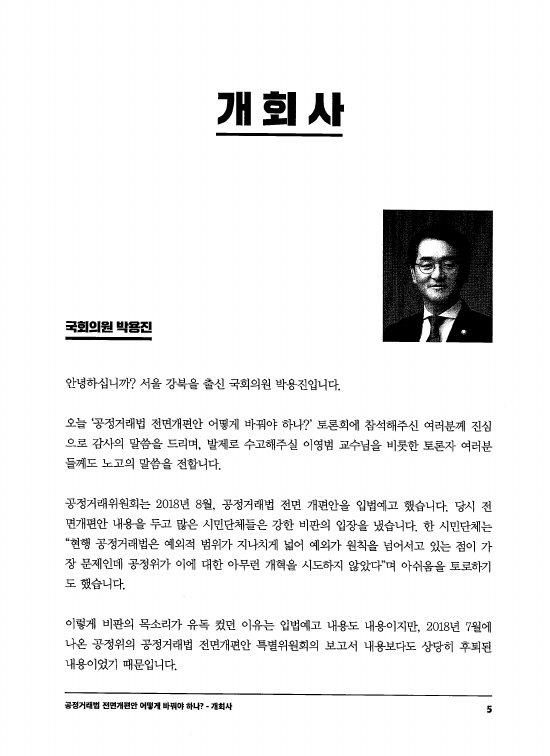 개 회 사
국회의원 박용진
안녕하십니까? 서울 강북을 출신 국회의원 박용진입니다.
오늘 '공정거래법 전면개편안 어떻게 바꿔야 하나?' 토론회에 참석해주신 여러분께 진심
으로 감사의 말씀을 드리며, 발제로 수고해주실 이영범 교수님을 비롯한 토론자 여러분
들께도 노고의 말씀을 전합니다.
공정거래위원회는 2018년 8월, 공정거래법 전면 개편안을 입법예고 했습니다. 당시 전
면개편안 내용을 두고 많은 시민단체들은 강한 비판의 입장을 냈습니다. 한 시민단체는
"현행 공정거래법은 예외적 범위가 지나치게 넓어 예외가 원칙을 넘어서고 있는 점이 가
장 문제인데 공정위가 이에 대한 아무런 개혁을 시도하지 않았다"며 아쉬움을 토로하기
도 했습니다.
이렇게 비판의 목소리가 유독 컸던 이유는 입법예고 내용도 내용이지만, 2018년 7월에
나온 공정위의 공정거래법 전면개편안 특별위원회의 보고서 내용보다도 상당히 후퇴된
내용이었기 때문입니다.
공정거래법 전면개편안 어떻게 바꿔야 하나? - 개회사
5